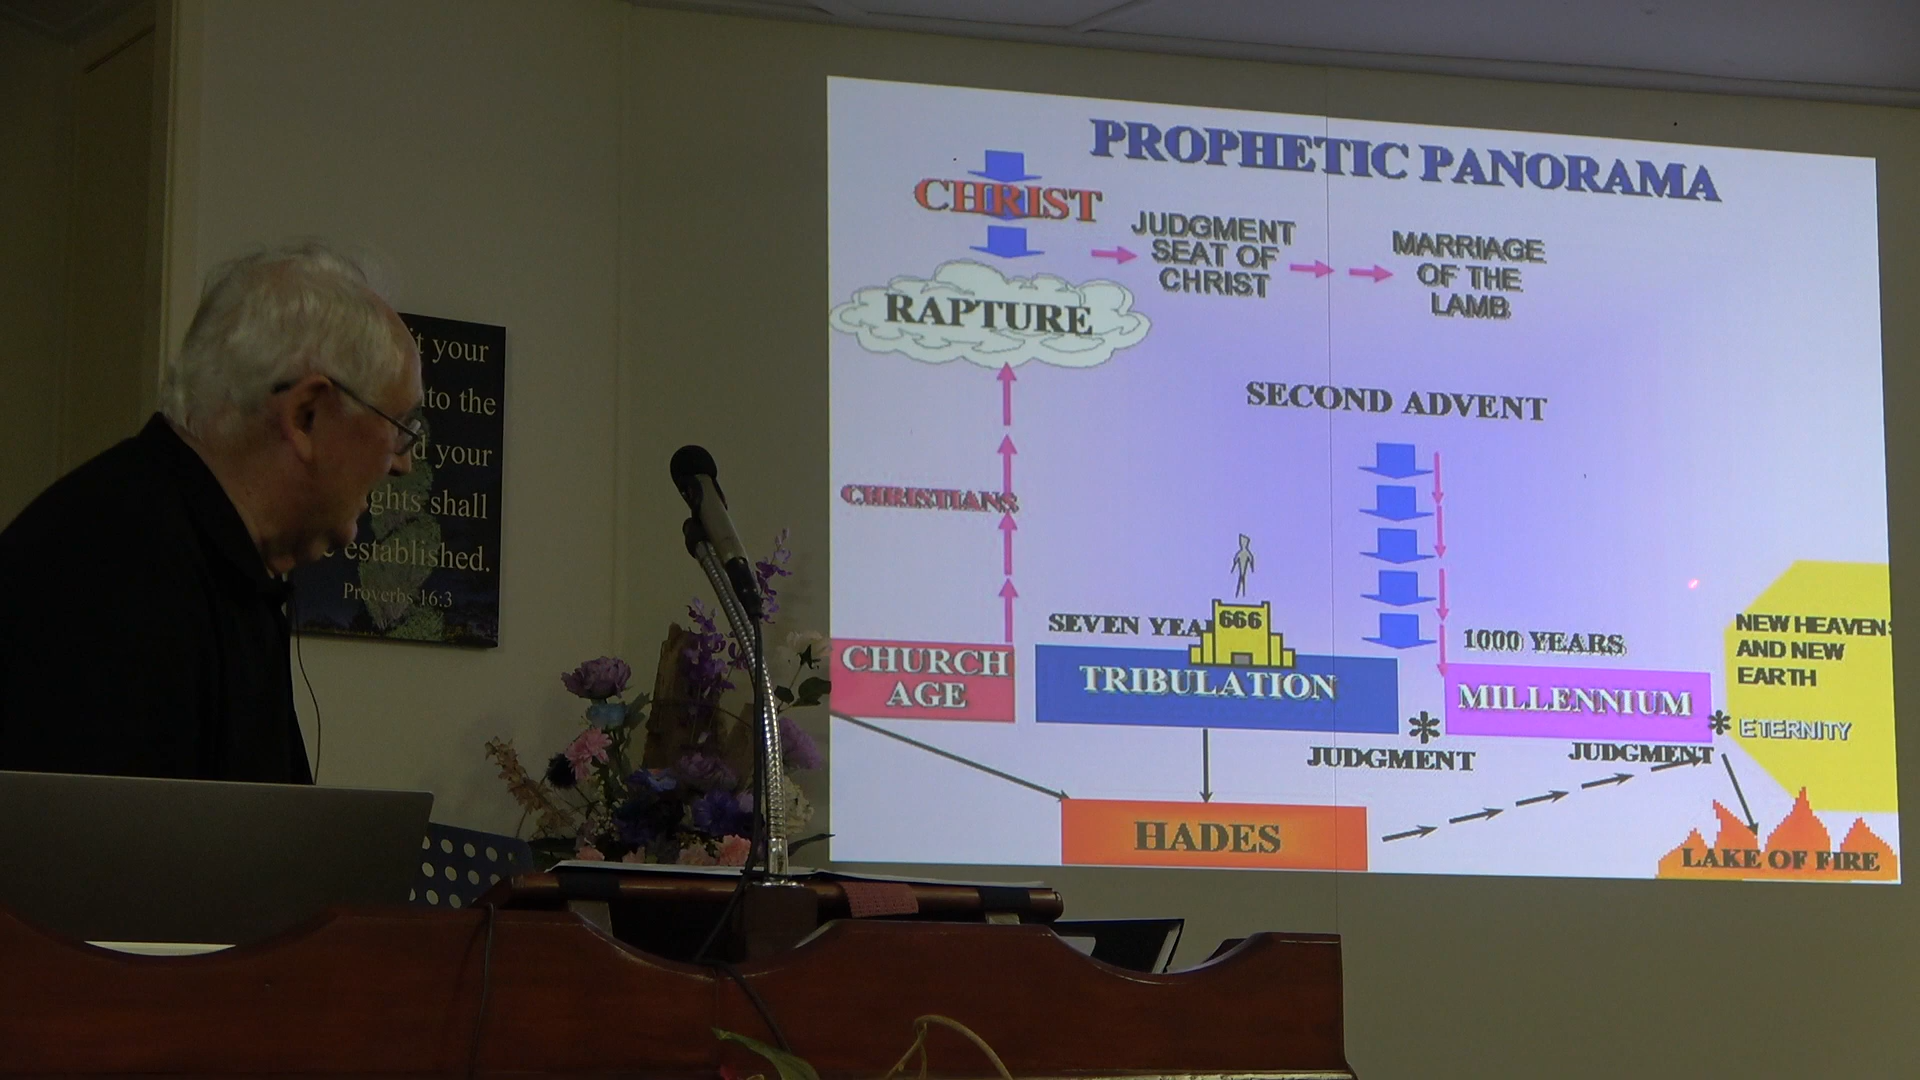 it your
to the
d your
ghts shall
e established.
Proverbs 16:3
PROPHETIC PANORAMA
CHRIST
JUDGMENT
SEAT OF
CHRIST
MARRIAGE
OF THE
LAMB
RAPTURE
SECOND ADVENT
CHRISTIANS
SEVEN YEA
666
1000 YEARS
NEW HEAVENS
AND NEW
EARTH
CHURCH
AGE
TRIBULATION
MILLENNIUM
ETERNITY
JUDGMENT
JUDGMENT
HADES
LAKE OF FIRE